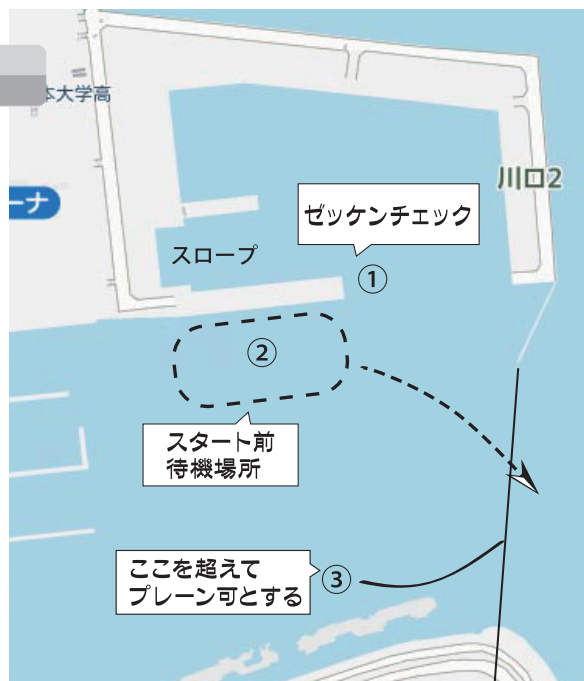 本大学高
川口2
ーナ
ゼッケンチェック
スロープ
①
②
スタート前
待機場所
ここを超えて
プレーン可とする
③